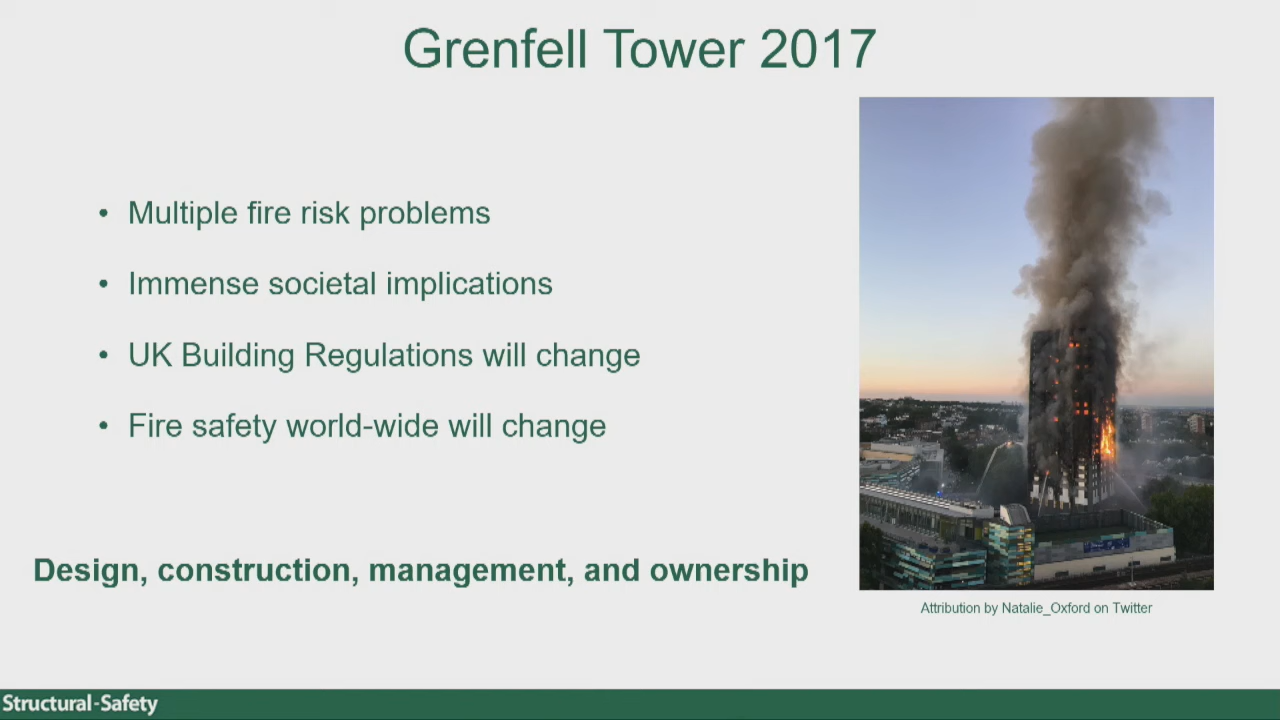 Grenfell Tower 2017
• Multiple fire risk problems
• Immense societal implications
• UK Building Regulations will change
• Fire safety world-wide will change
Design, construction, management, and ownership
Attribution by Natalie_Oxford on Twitter
Structural-Safety